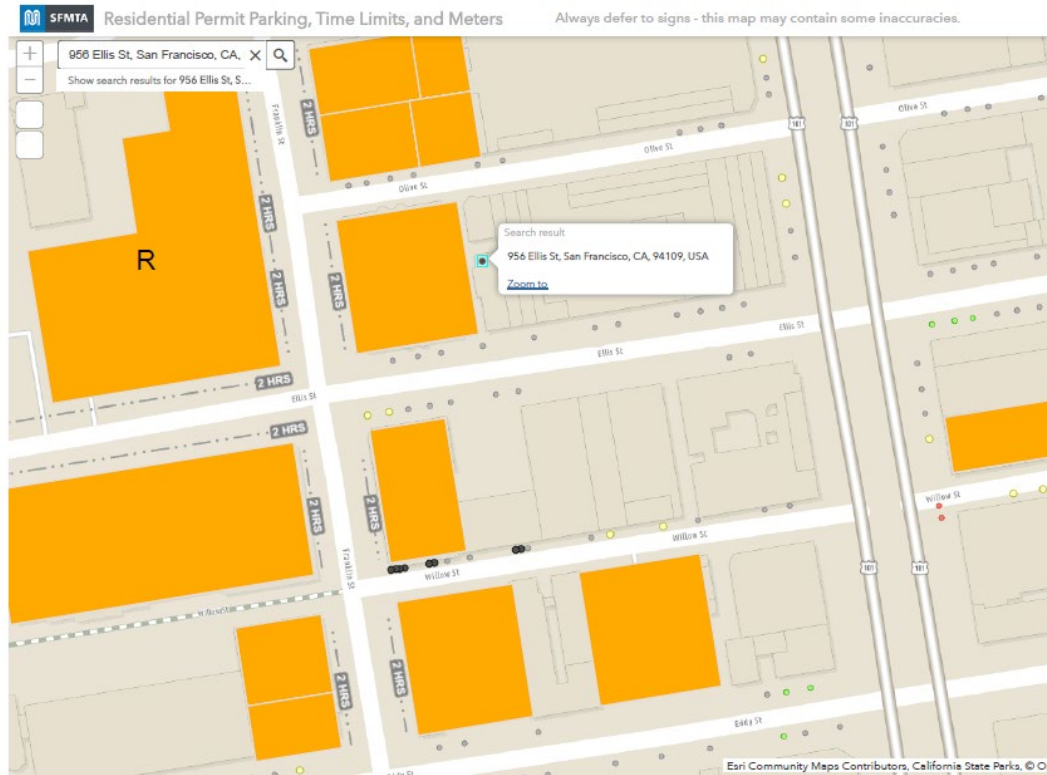 SFMTA Residential Permit Parking, Time Limits, and Meters Always defer to signs - this map may contain some inaccuracies.
+
956 Ellis St, San Francisco, CA,
−
Show search results for 956 Ellis St, S...
Franklin St
2 HRS
101
101
Olive St
Olive St
Olive St
2 HRS
R
Search result
956 Ellis St, San Francisco, CA, 94109, USA
Zoom to
2 HRS
2 HRS
Ellis St
Ellis St
2 HRS
Ellis St
2 HRS
2 HRS
2 HRS
Willow St
Willow St
Willow St
Franklin St
101
101
Willow St
2 HRS
2 HRS
Eddy St
Esri Community Maps Contributors, California State Parks, © O